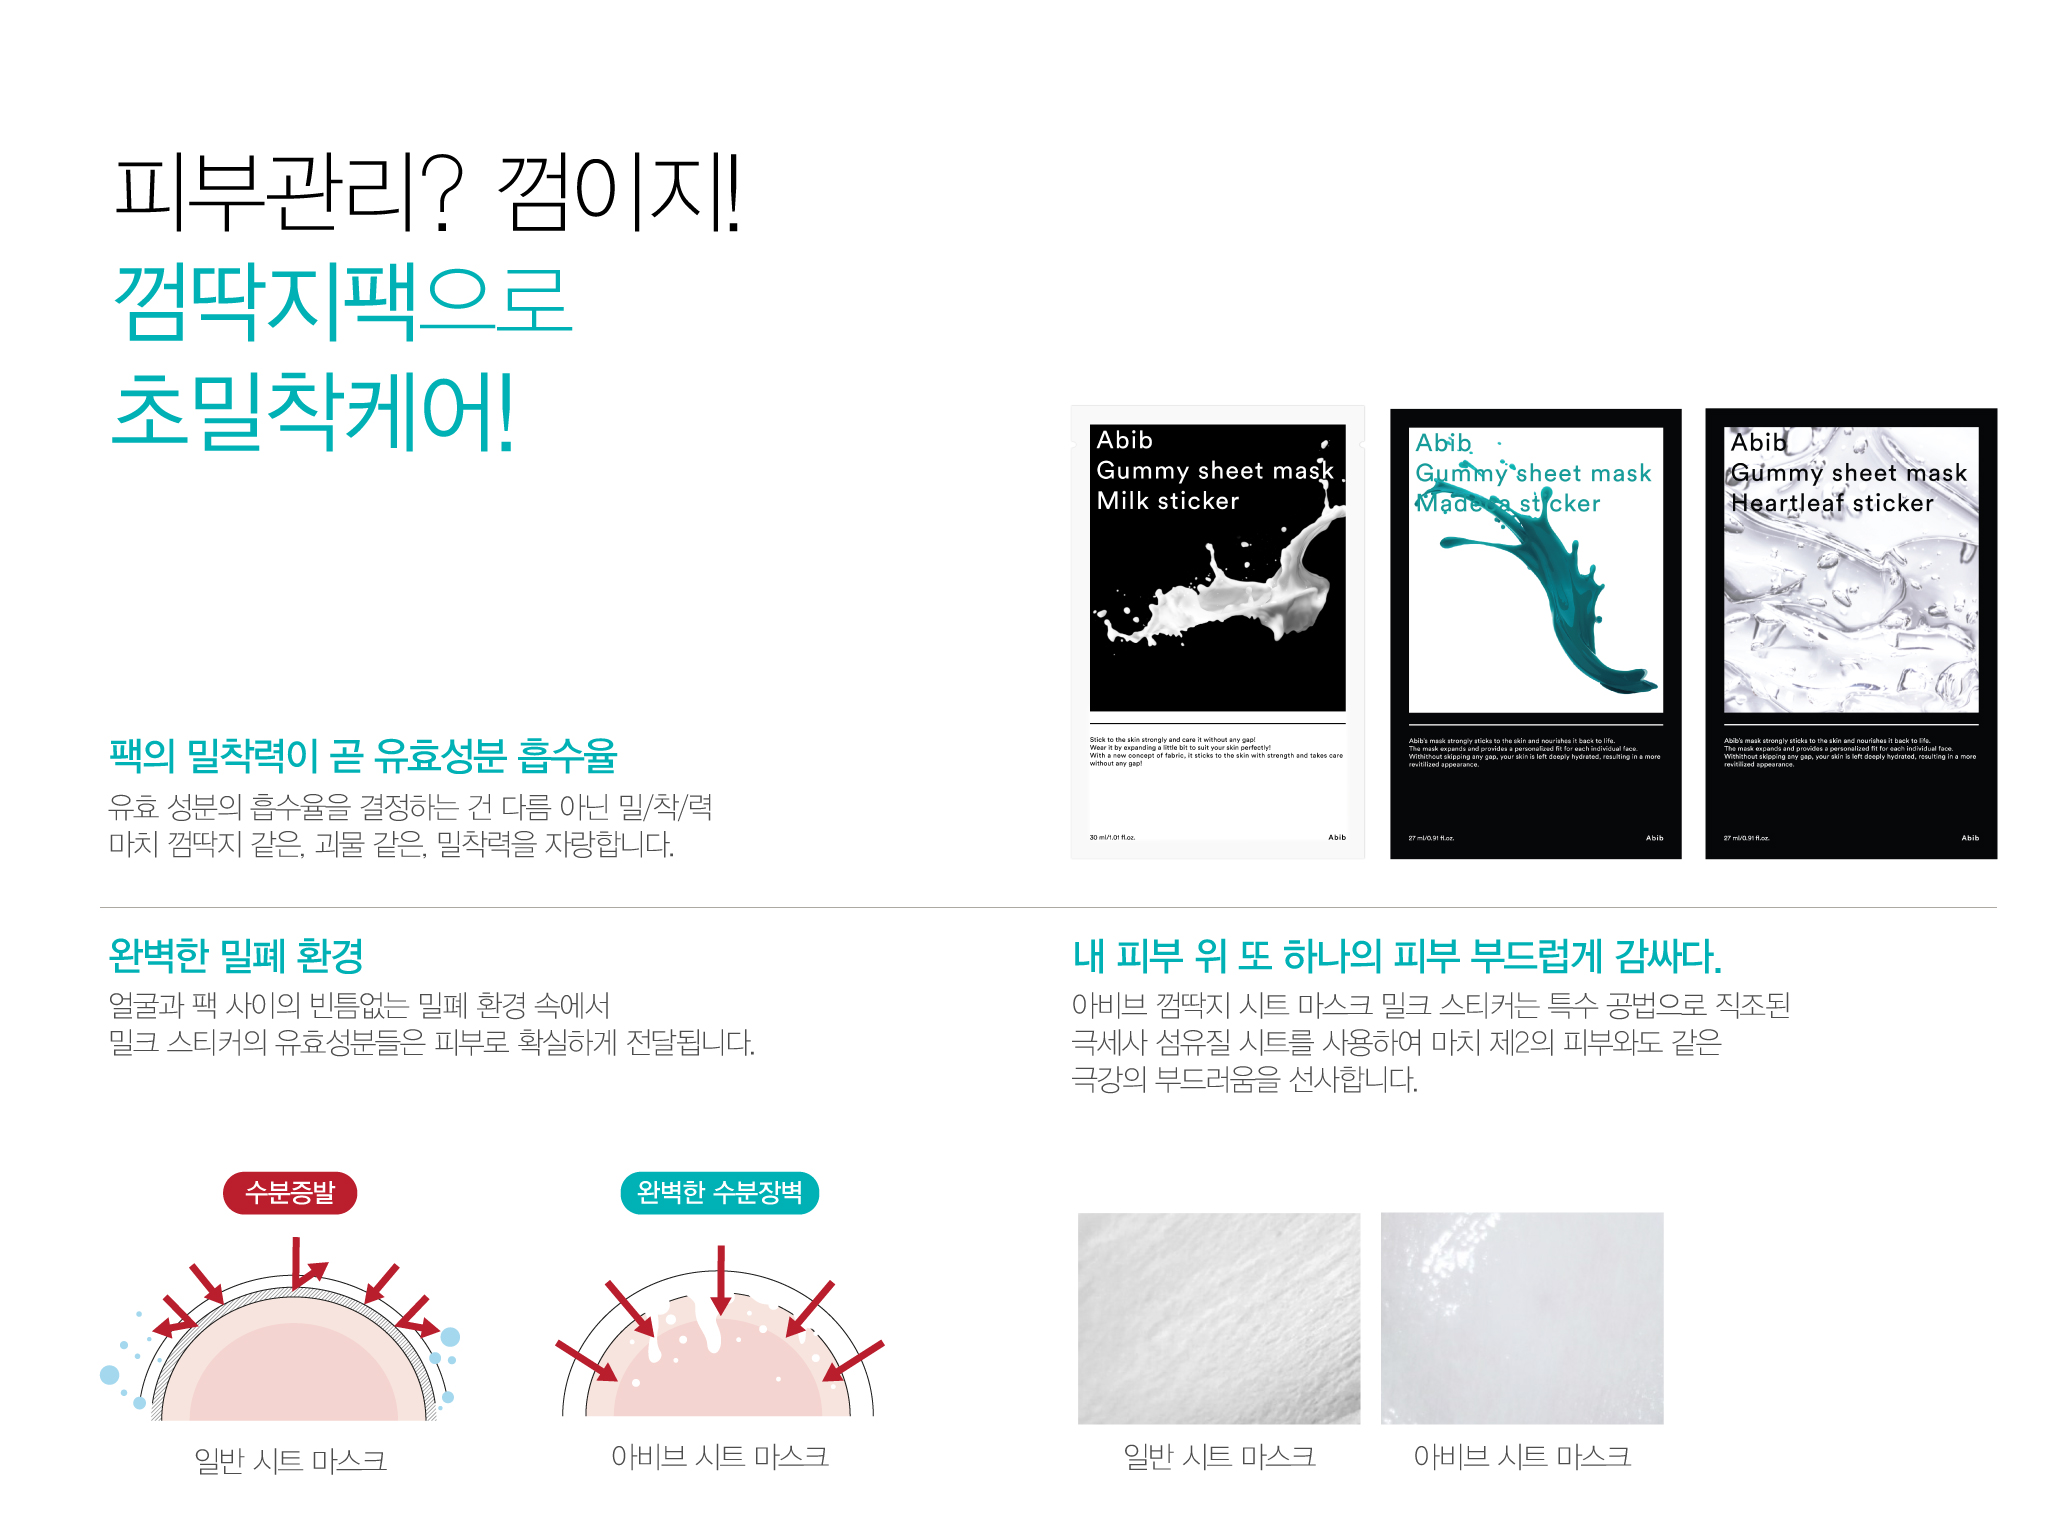 피부관리? 껌이지!
껌딱지팩으로
초밀착케어!
Abib
Gummy sheet mask
Milk sticker
Stick to the skin strongly and care it without any gap!
Wear it by expanding a little bit to suit your skin perfectly!
With a new concept of fabric, it sticks to the skin with strength and takes care
without any gap!
30 ml/1.01 fl.oz.
Abib
Abib
Gummy sheet mask
Madeca sticker
Abib's mask strongly sticks to the skin and nourishes it back to life.
The mask expands and provides a personalized fit for each individual face.
Withithout skipping any gap, your skin is left deeply hydrated, resulting in a more
revitilized appearance.
27 ml/0.91 fl.oz.
Abib
Abib
Gummy sheet mask
Heartleaf sticker
Abib's mask strongly sticks to the skin and nourishes it back to life.
The mask expands and provides a personalized fit for each individual face.
Withithout skipping any gap, your skin is left deeply hydrated, resulting in a more
revitilized appearance.
27 ml/0.91 fl.oz.
Abib
팩의 밀착력이 곧 유효성분 흡수율
유효 성분의 흡수율을 결정하는 건 다름 아닌 밀/착/력
마치 껌딱지 같은, 괴물 같은, 밀착력을 자랑합니다.
완벽한 밀폐 환경
얼굴과 팩 사이의 빈틈없는 밀폐 환경 속에서
밀크 스티커의 유효성분들은 피부로 확실하게 전달됩니다.
수분증발
완벽한 수분장벽
일반 시트 마스크
아비브 시트 마스크
내 피부 위 또 하나의 피부 부드럽게 감싸다.
아비브 껌딱지 시트 마스크 밀크 스티커는 특수 공법으로 직조된
극세사 섬유질 시트를 사용하여 마치 제2의 피부와도 같은
극강의 부드러움을 선사합니다.
일반 시트 마스크
아비브 시트 마스크